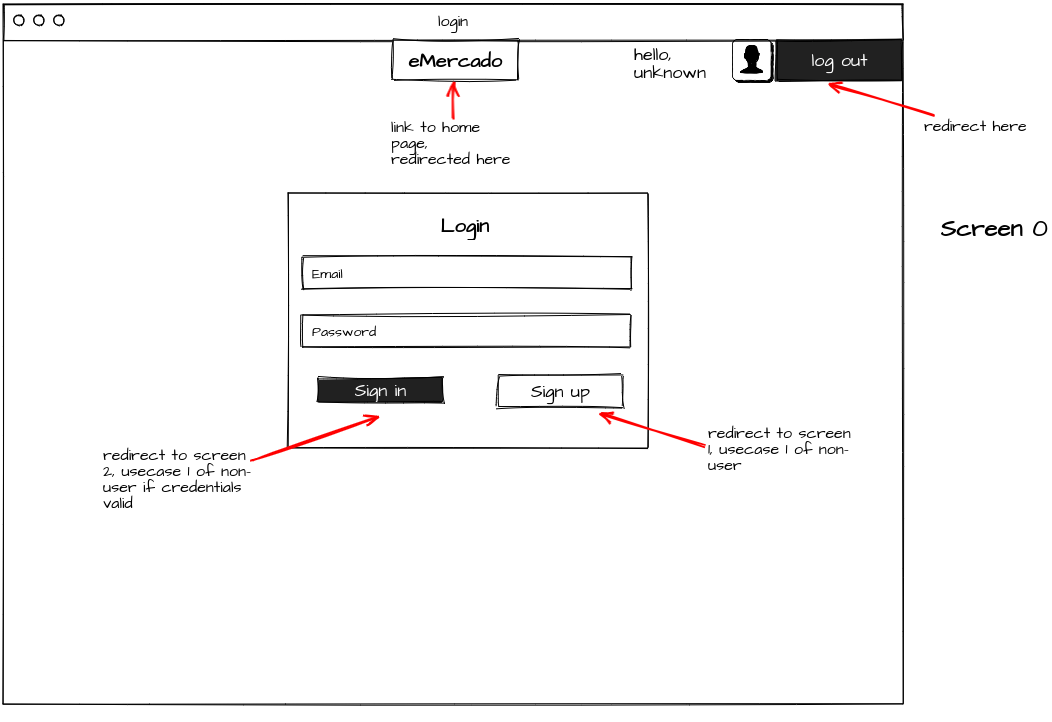 login
eMercado
hello,
unknown
log out
link to home
page,
redirected here
redirect here
Screen 0
Login
Email
Password
Sign in
Sign up
redirect to screen
2, usecase 1 of non-
user if credentials
valid
redirect to screen
1, usecase 1 of non-
user